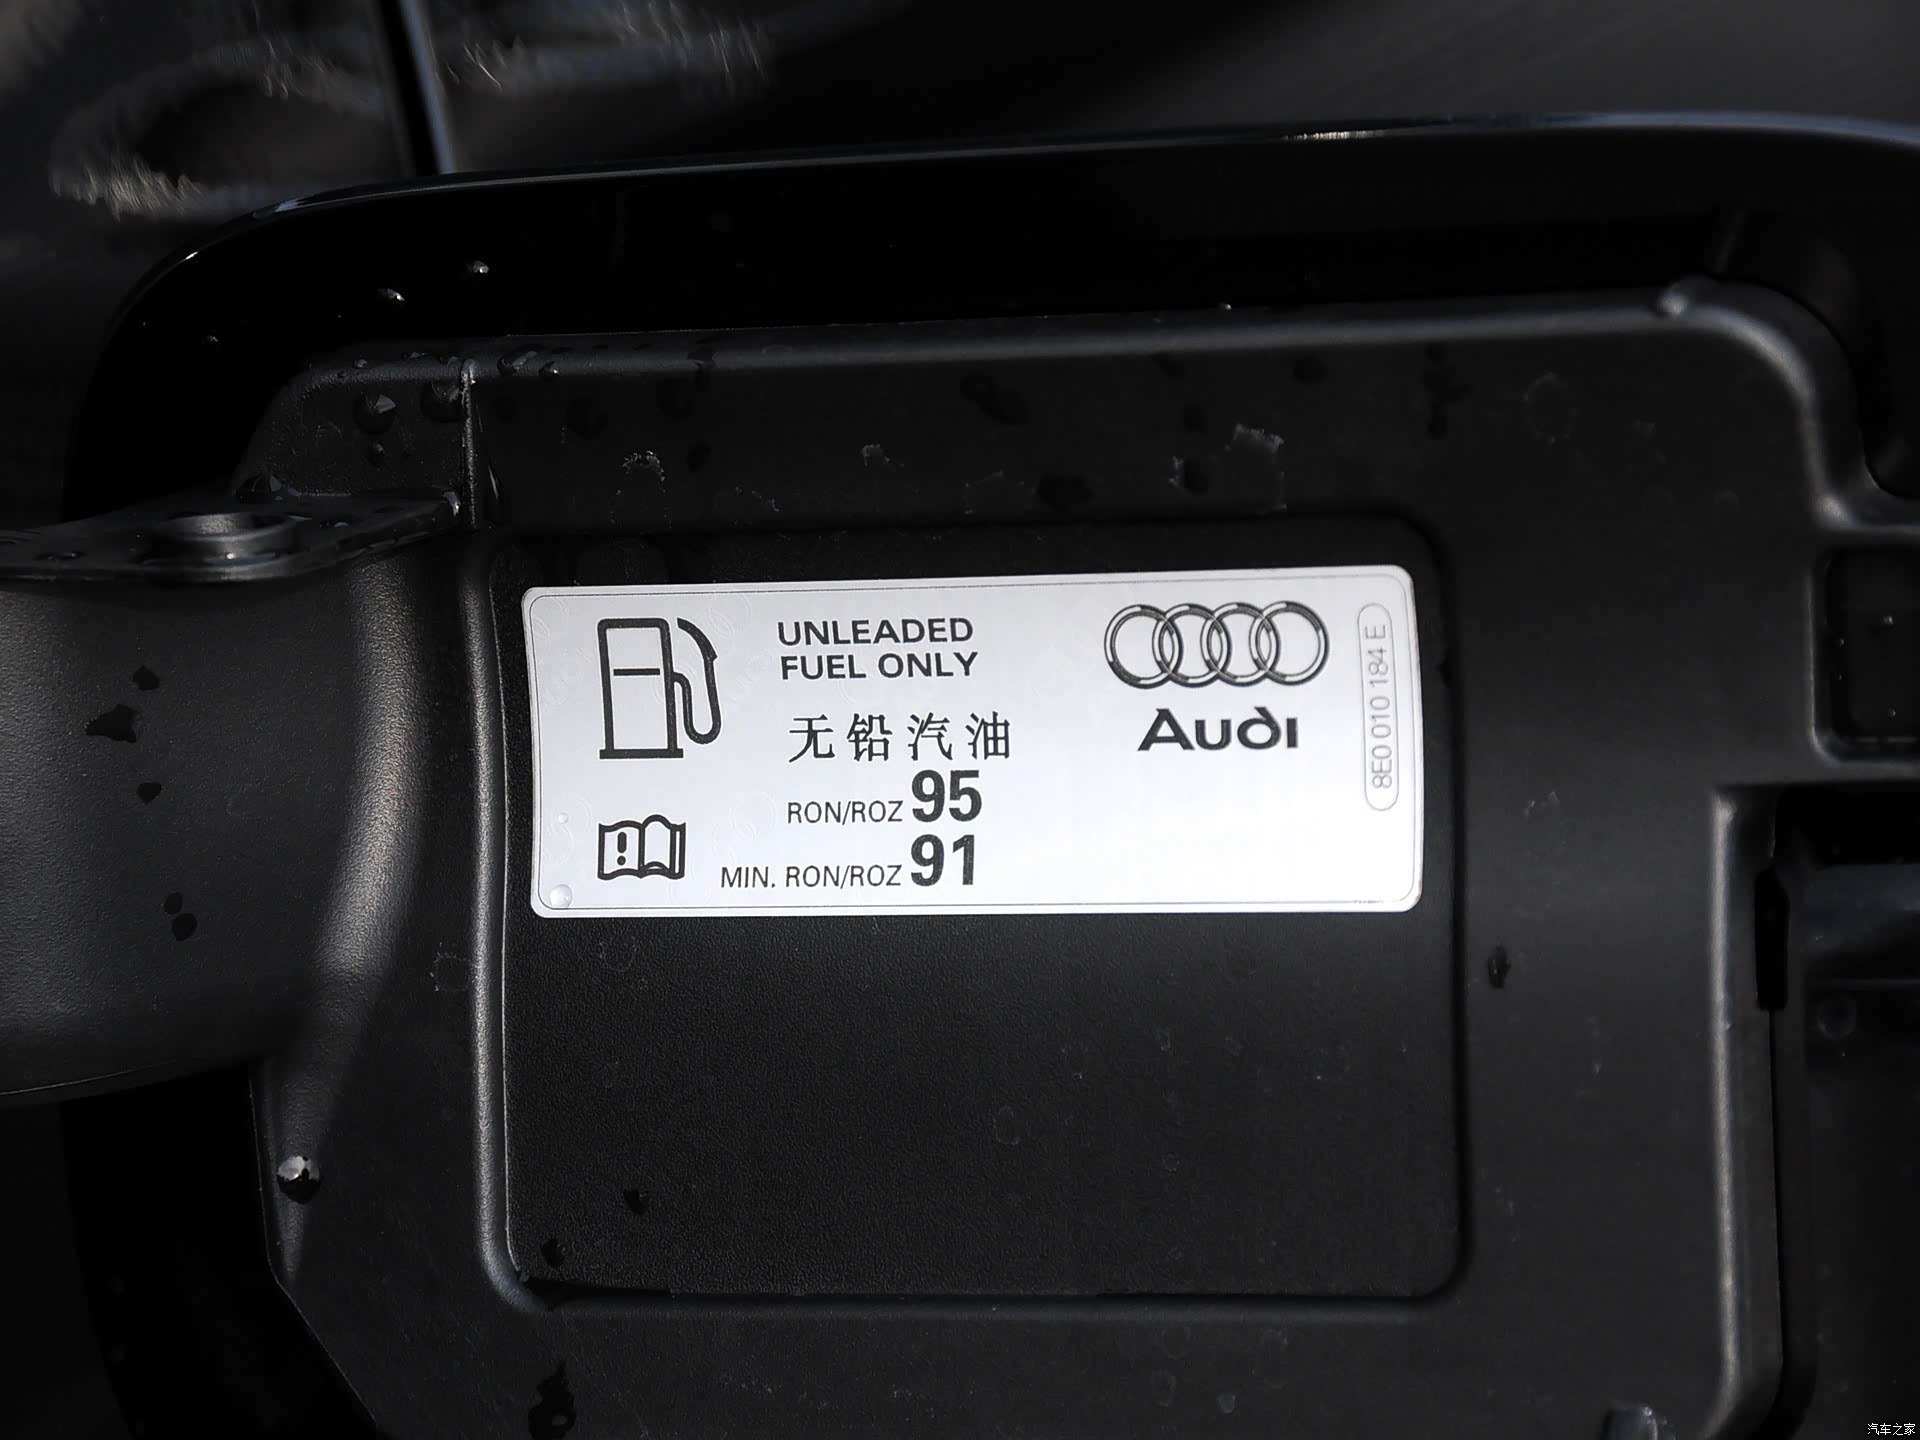 UNLEADED
FUEL ONLY
无铅汽油
RON/ROZ 95
MIN. RON/ROZ 91
Audi
8E0 010 184 E
汽车之家